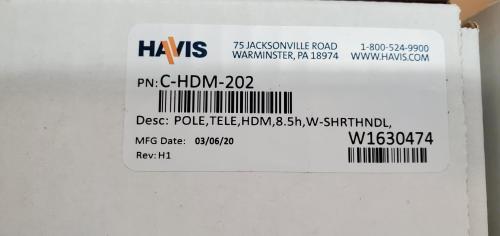 HAVIS
75 JACKSONVILLE ROAD 1-800-524-9900
WARMINSTER, PA 18974 WWW.HAVIS.COM
PN: C-HDM-202
Desc: POLE,TELE,HDM,8.5h,W-SHRTHNDL,
MFG Date: 03/06/20 W1630474
Rev: H1